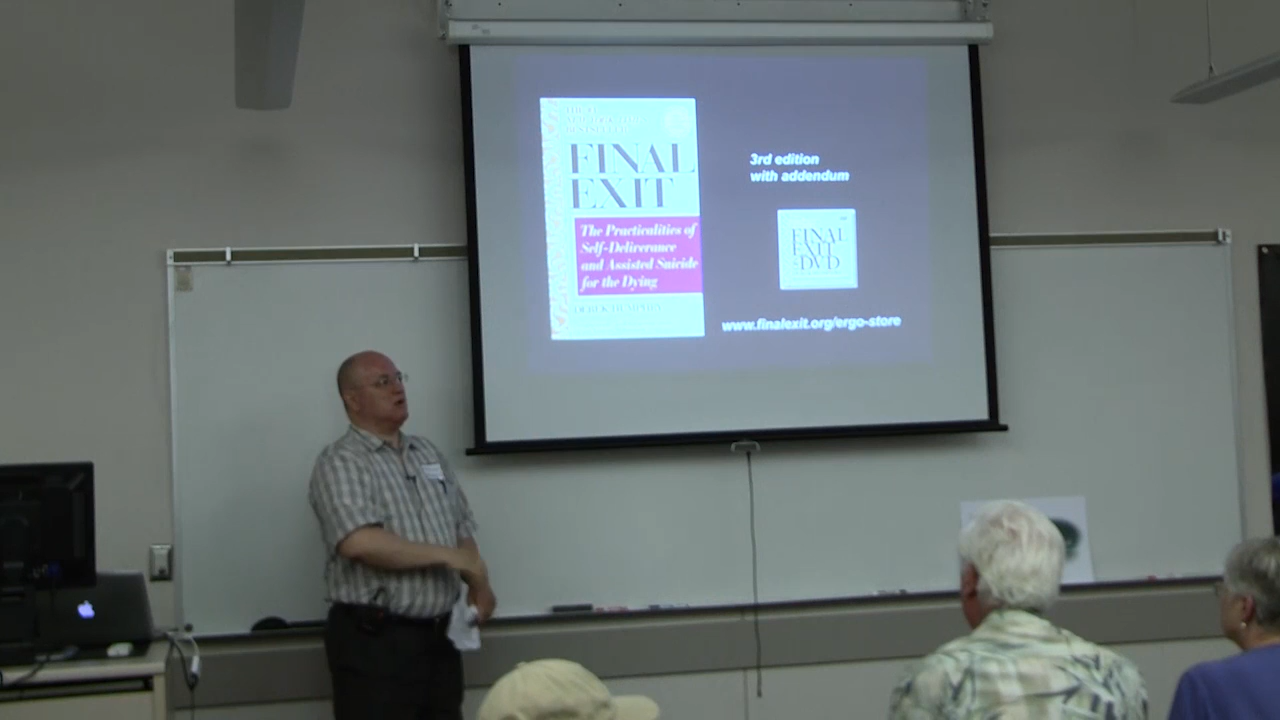 FINAL
EXIT
The Practicalities of
Self-Deliverance
and Assisted Suicide
for the Dying
3rd edition
with addendum
FINAL
EXIT
DVD
www.finalexit.org/ergo-store